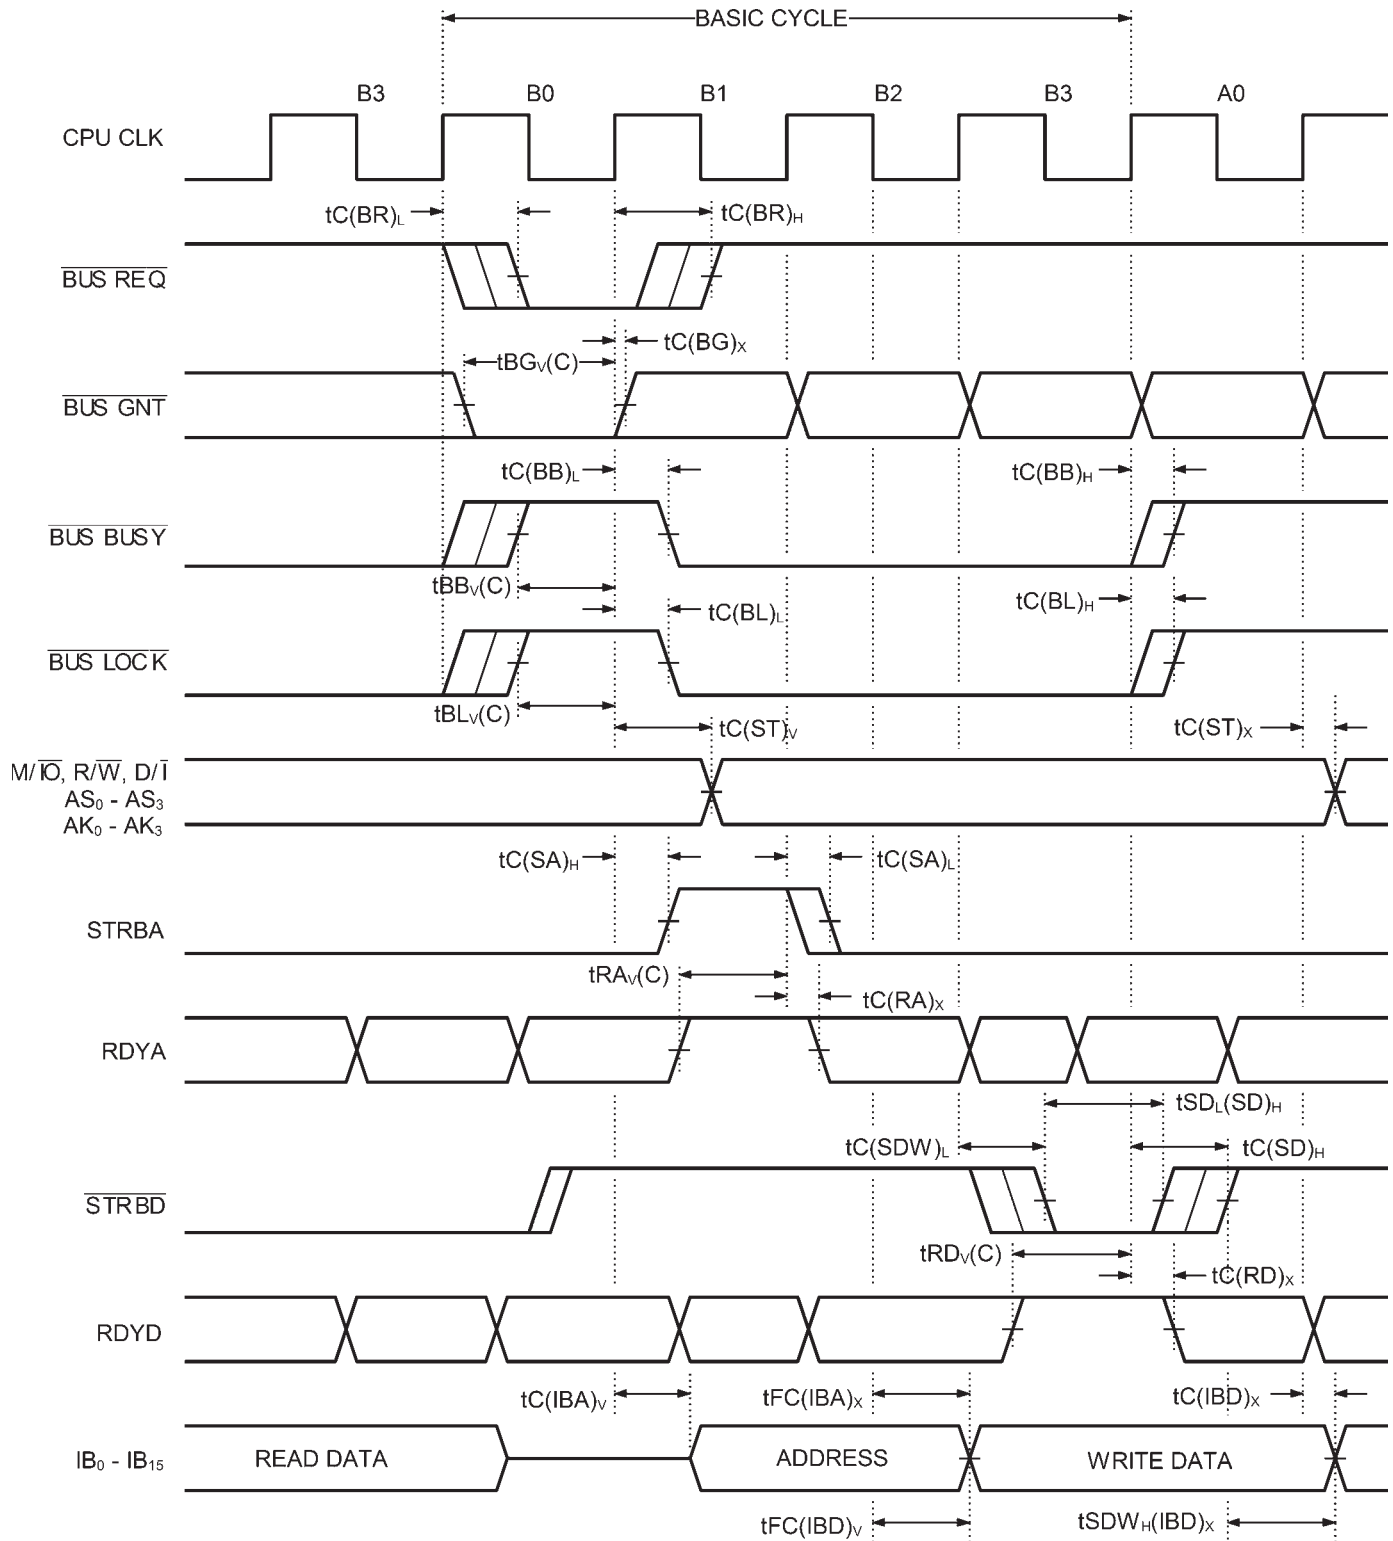 BASIC CYCLE
B3 B0 B1 B2 B3 A0
CPU CLK
tC(BR)L tC(BR)H
BUS REQ
tC(BG)X
tBGV(C)
BUS GNT
tC(BB)L tC(BB)H
BUS BUSY
tBBV(C)
tC(BL)L tC(BL)H
BUS LOCK
tBLV(C)
tC(ST)V tC(ST)X
M/IO, R/W, D/I
AS0 - AS3
AK0 - AK3
tC(SA)H tC(SA)L
STRBA
tRAV(C)
tC(RA)X
RDYA
tSDL(SD)H
tC(SDW)L tC(SD)H
STRBD
tRDV(C)
tC(RD)X
RDYD
tC(IBA)V tFC(IBA)X tC(IBD)X
IB0 - IB15 READ DATA ADDRESS WRITE DATA
tFC(IBD)V tSDWH(IBD)X